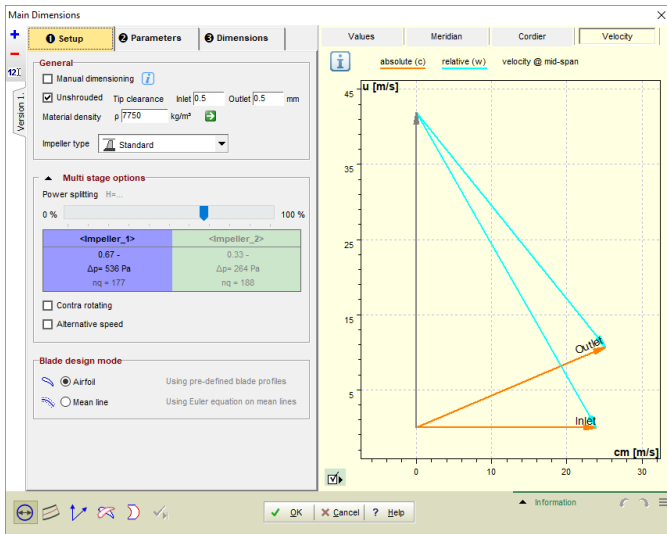 Main Dimensions
1 Setup
2 Parameters
3 Dimensions
Values
Meridian
Cordier
Velocity
Version 1.
General
Manual dimensioning
Unshrouded Tip clearance Inlet 0.5 Outlet 0.5 mm
Material density ρ 7750 kg/m³
Impeller type Standard
Multi stage options
Power splitting H=...
0 % 100 %
<Impeller_1> <Impeller_2>
0.67 - 0.33 -
Δp= 536 Pa Δp= 264 Pa
nq = 177 nq = 188
Contra rotating
Alternative speed
Blade design mode
Airfoil Using pre-defined blade profiles
Mean line Using Euler equation on mean lines
absolute (c) relative (w) velocity @ mid-span
u [m/s]
45
35
25
15
5
Outlet
Inlet
cm [m/s]
0 10 20 30
Information
OK Cancel ? Help